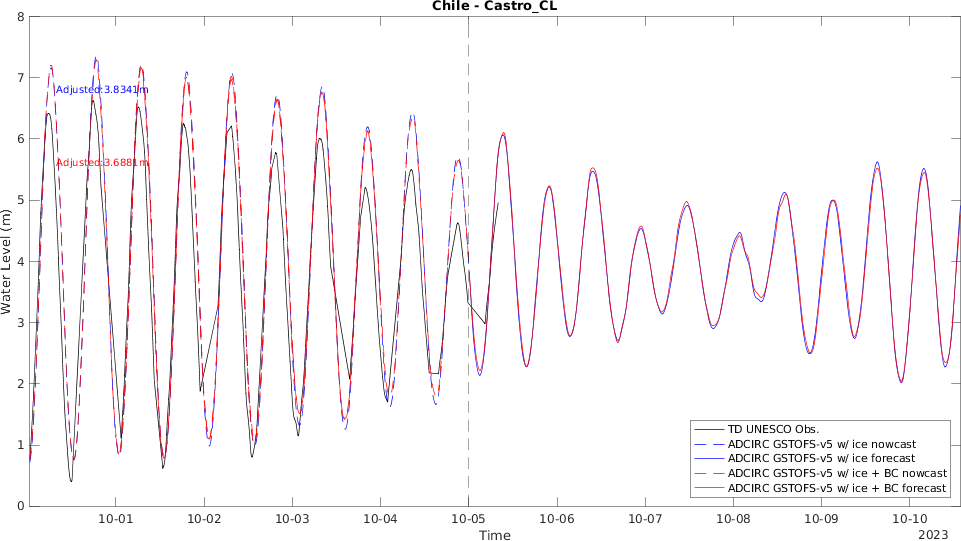 Chile - Castro_CL
8
7
6
5
4
3
2
1
0
Water Level (m)
Adjusted:3.8341m
Adjusted:3.6881m
TD UNESCO Obs.
ADCIRC GSTOFS-v5 w/ ice nowcast
ADCIRC GSTOFS-v5 w/ ice forecast
ADCIRC GSTOFS-v5 w/ ice + BC nowcast
ADCIRC GSTOFS-v5 w/ ice + BC forecast
10-01 10-02 10-03 10-04 10-05 10-06 10-07 10-08 10-09 10-10
Time
2023